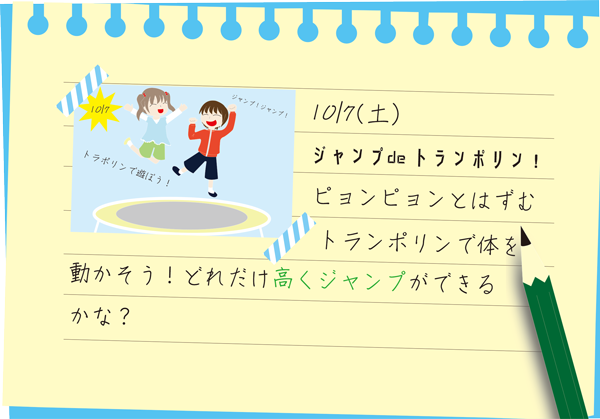 10/7
ジャンプ！ジャンプ！
トラポリンで遊ぼう！
10/7(土)
ジャンプdeトランポリン！
ピョンピョンとはずむ
トランポリンで体を
動かそう！どれだけ高くジャンプができる
かな？